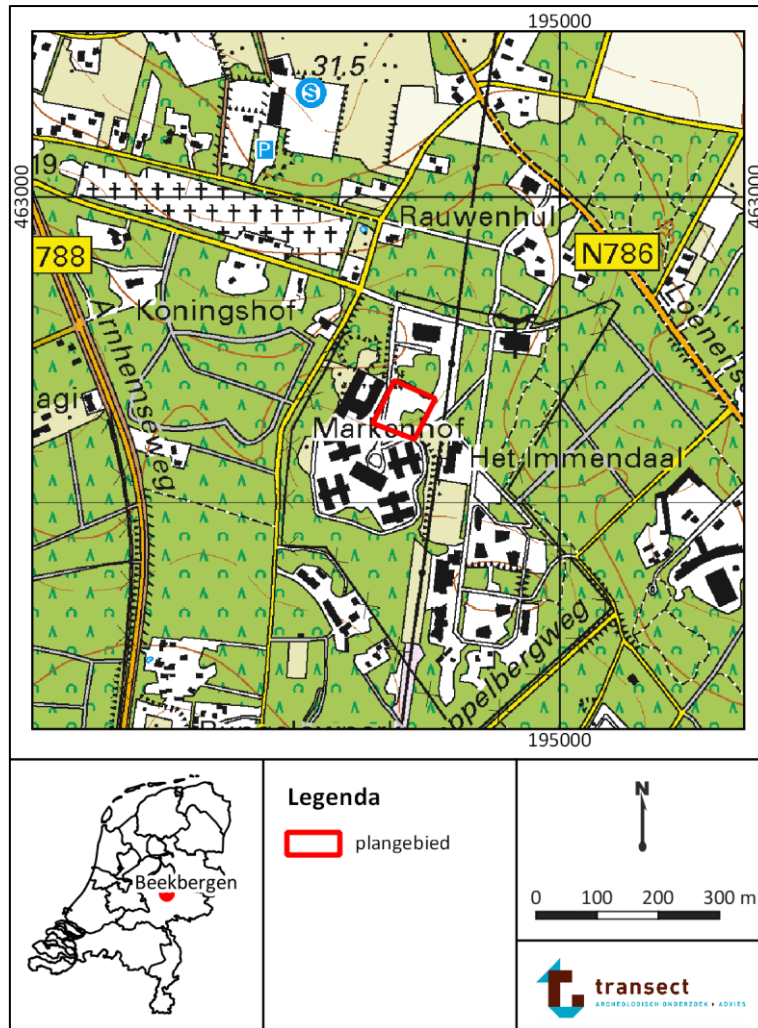 195000
31,5
S
P
19
463000
463000
Rauwenhul
788
N786
Koningshof
Loenense
Arnhemseweg
agi
Markenhof
Het Immendaal
ppelbergweg
195000
Beekbergen
Legenda
plangebied
N
0 100 200 300 m
transect
ARCHEOLOGISCH ONDERZOEK & ADVIES